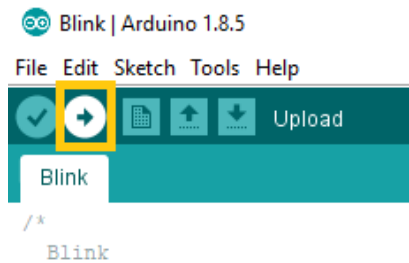 Blink | Arduino 1.8.5
File Edit Sketch Tools Help
Upload
Blink
/*
Blink